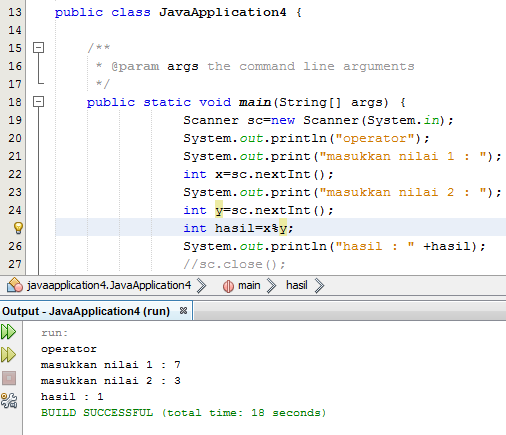 13 public class JavaApplication4 {
14
15 /**
16 * @param args the command line arguments
17 */
18 public static void main(String[] args) {
19 Scanner sc=new Scanner(System.in);
20 System.out.println("operator");
21 System.out.print("masukkan nilai 1 : ");
22 int x=sc.nextInt();
23 System.out.print("masukkan nilai 2 : ");
24 int y=sc.nextInt();
int hasil=x%y;
26 System.out.println("hasil : " +hasil);
27 //sc.close();
javaapplication4.JavaApplication4 main hasil
Output - JavaApplication4 (run)
run:
operator
masukkan nilai 1 : 7
masukkan nilai 2 : 3
hasil : 1
BUILD SUCCESSFUL (total time: 18 seconds)